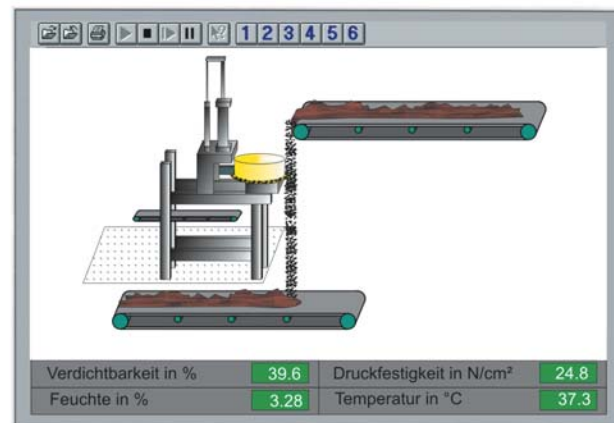 1 2 3 4 5 6
Verdichtbarkeit in % 39.6 Druckfestigkeit in N/cm² 24.8
Feuchte in % 3.28 Temperatur in °C 37.3